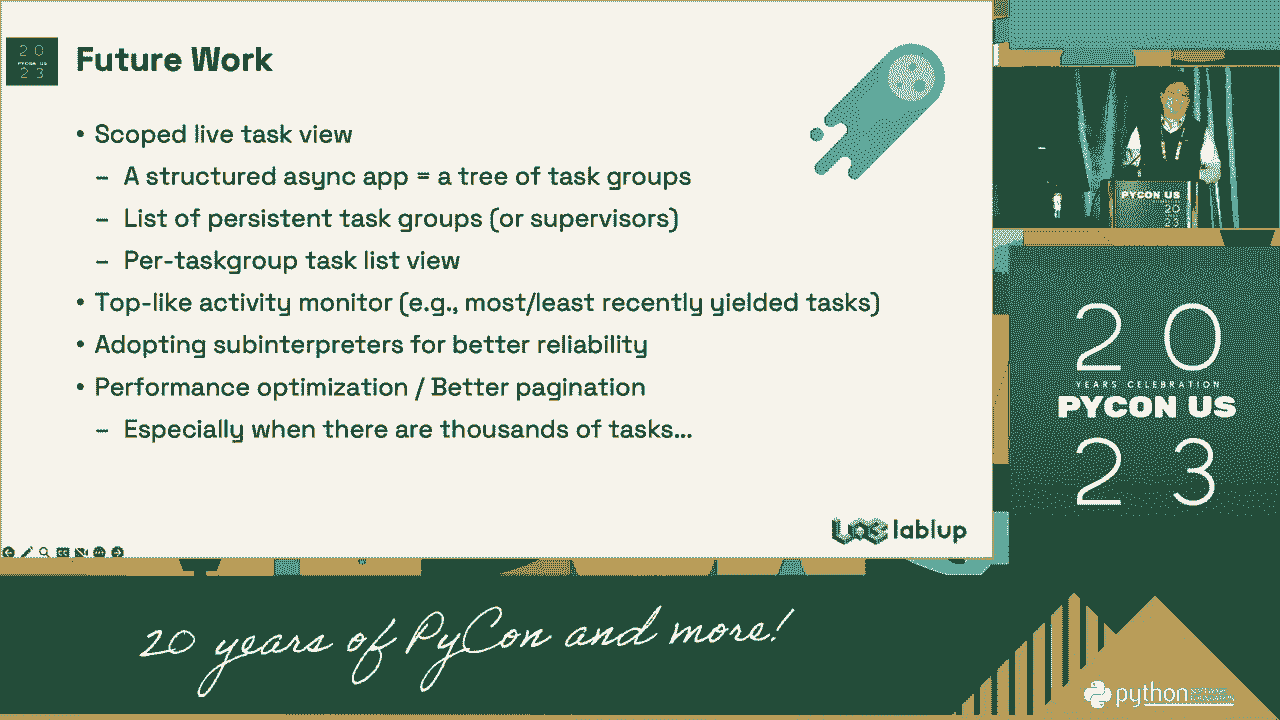 20
PYCON US
23
Future Work
• Scoped live task view
– A structured async app = a tree of task groups
– List of persistent task groups (or supervisors)
– Per-taskgroup task list view
• Top-like activity monitor (e.g., most/least recently yielded tasks)
• Adopting subinterpreters for better reliability
• Performance optimization / Better pagination
– Especially when there are thousands of tasks...
lablup
PYCON US
20
23
20
YEARS CELEBRATION
PYCON US
23
20 years of PyCon and more!
python